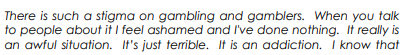 There is such a stigma on gambling and gamblers.  When you talk
to people about it I feel ashamed and I've done nothing.  It really is
an awful situation.  It's just terrible.  It is an addiction.  I know that